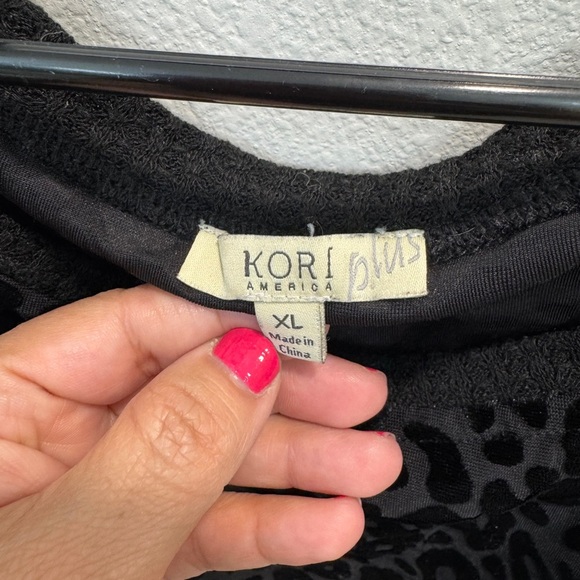 KORI plus
AMERICA
XL
Made in
China